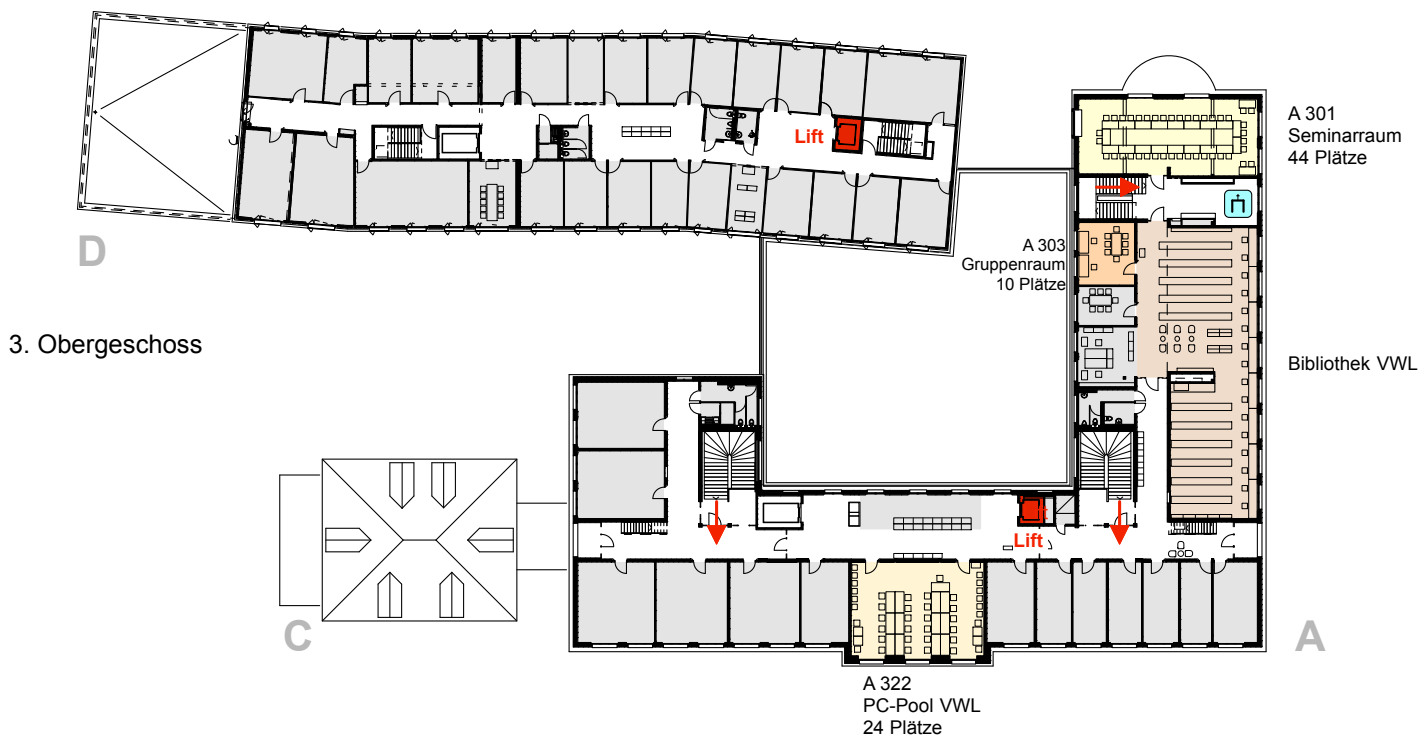 Lift
A 301
Seminarraum
44 Plätze
D
A 303
Gruppenraum
10 Plätze
3. Obergeschoss
Bibliothek VWL
Lift
C
A
A 322
PC-Pool VWL
24 Plätze